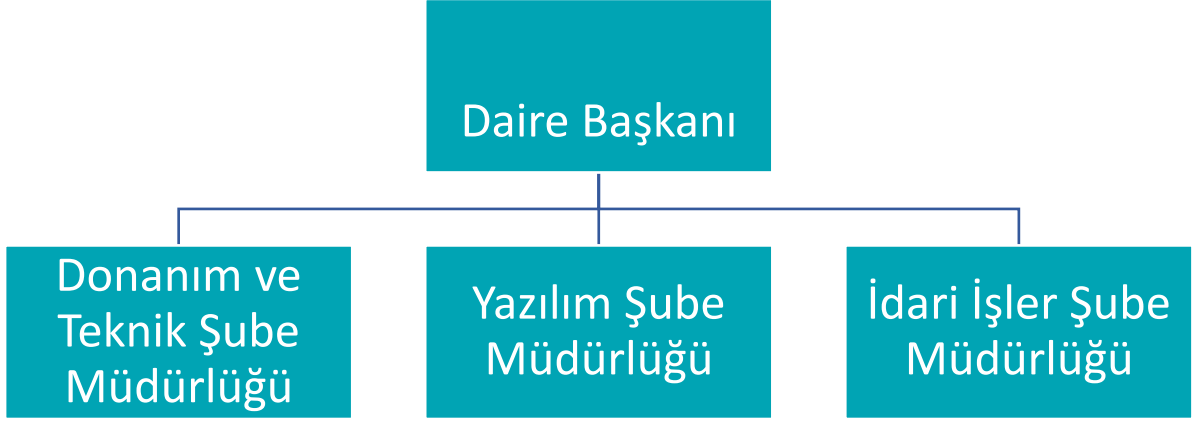 Daire Başkanı
Donanım ve
Teknik Şube
Müdürlüğü
Yazılım Şube
Müdürlüğü
İdari İşler Şube
Müdürlüğü